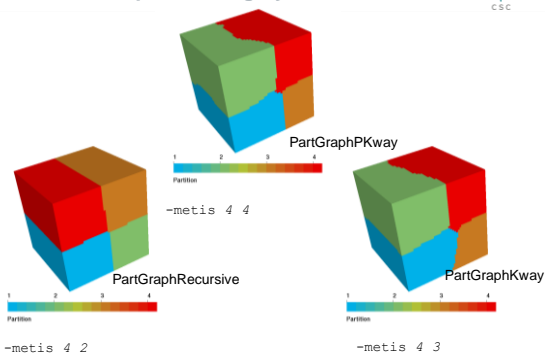 csc
PartGraphPKway
1 2 3 4
Partition
-metis 4 4
PartGraphRecursive
1 2 3 4
Partition
-metis 4 2
PartGraphKway
1 2 3 4
Partition
-metis 4 3